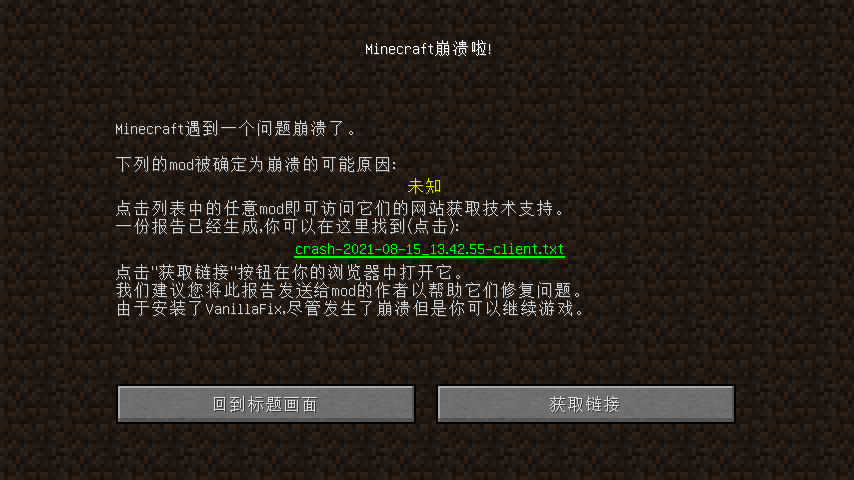 Minecraft崩溃啦!
Minecraft遇到一个问题崩溃了。
下列的mod被确定为崩溃的可能原因:
未知
点击列表中的任意mod即可访问它们的网站获取技术支持。
一份报告已经生成,你可以在这里找到(点击):
crash-2021-08-15_13.42.55-client.txt
点击"获取链接"按钮在你的浏览器中打开它。
我们建议您将此报告发送给mod的作者以帮助它们修复问题。
由于安装了VanillaFix,尽管发生了崩溃但是你可以继续游戏。
回到标题画面
获取链接